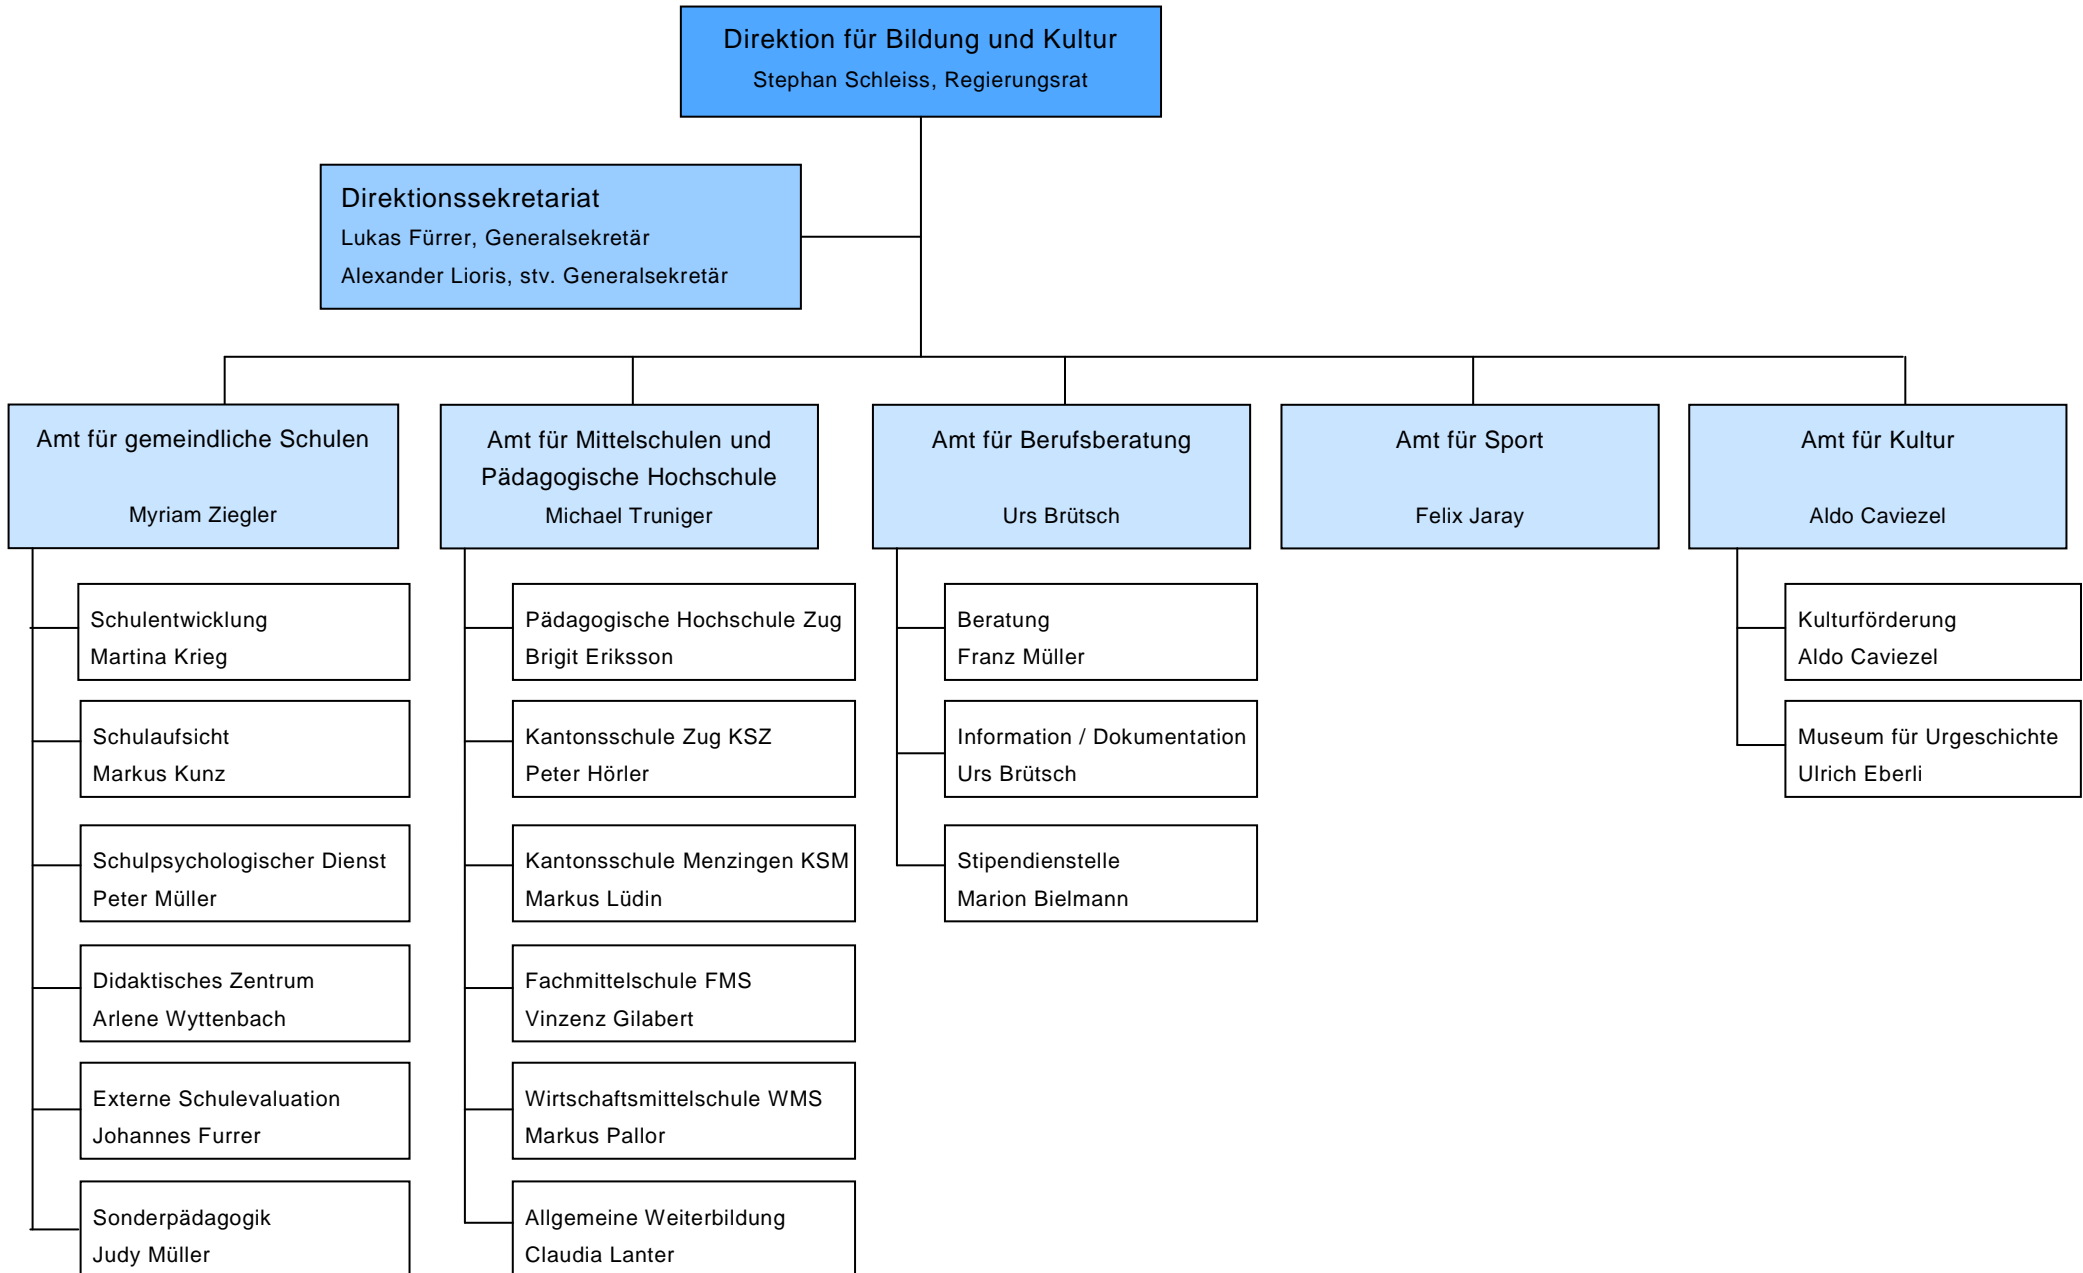 Direktion für Bildung und Kultur
Stephan Schleiss, Regierungsrat
Direktionssekretariat
Lukas Fürrer, Generalsekretär
Alexander Lioris, stv. Generalsekretär
Amt für gemeindliche Schulen
Myriam Ziegler
Schulentwicklung
Martina Krieg
Schulaufsicht
Markus Kunz
Schulpsychologischer Dienst
Peter Müller
Didaktisches Zentrum
Arlene Wyttenbach
Externe Schulevaluation
Johannes Furrer
Sonderpädagogik
Judy Müller
Amt für Mittelschulen und
Pädagogische Hochschule
Michael Truniger
Pädagogische Hochschule Zug
Brigit Eriksson
Kantonsschule Zug KSZ
Peter Hörler
Kantonsschule Menzingen KSM
Markus Lüdin
Fachmittelschule FMS
Vinzenz Gilabert
Wirtschaftsmittelschule WMS
Markus Pallor
Allgemeine Weiterbildung
Claudia Lanter
Amt für Berufsberatung
Urs Brütsch
Beratung
Franz Müller
Information / Dokumentation
Urs Brütsch
Stipendienstelle
Marion Bielmann
Amt für Sport
Felix Jaray
Amt für Kultur
Aldo Caviezel
Kulturförderung
Aldo Caviezel
Museum für Urgeschichte
Ulrich Eberli